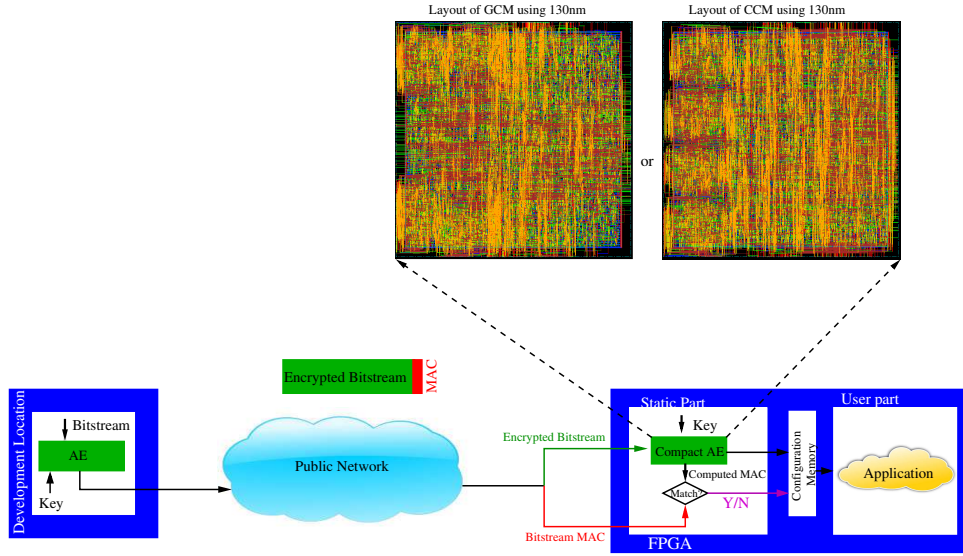 Layout of GCM using 130nm
Layout of CCM using 130nm
or
Encrypted Bitstream
MAC
Development Location
Bitstream
AE
Key
Public Network
Encrypted Bitstream
Bitstream MAC
Static Part
Key
Compact AE
Computed MAC
Match?
Y/N
FPGA
Configuration
Memory
User part
Application